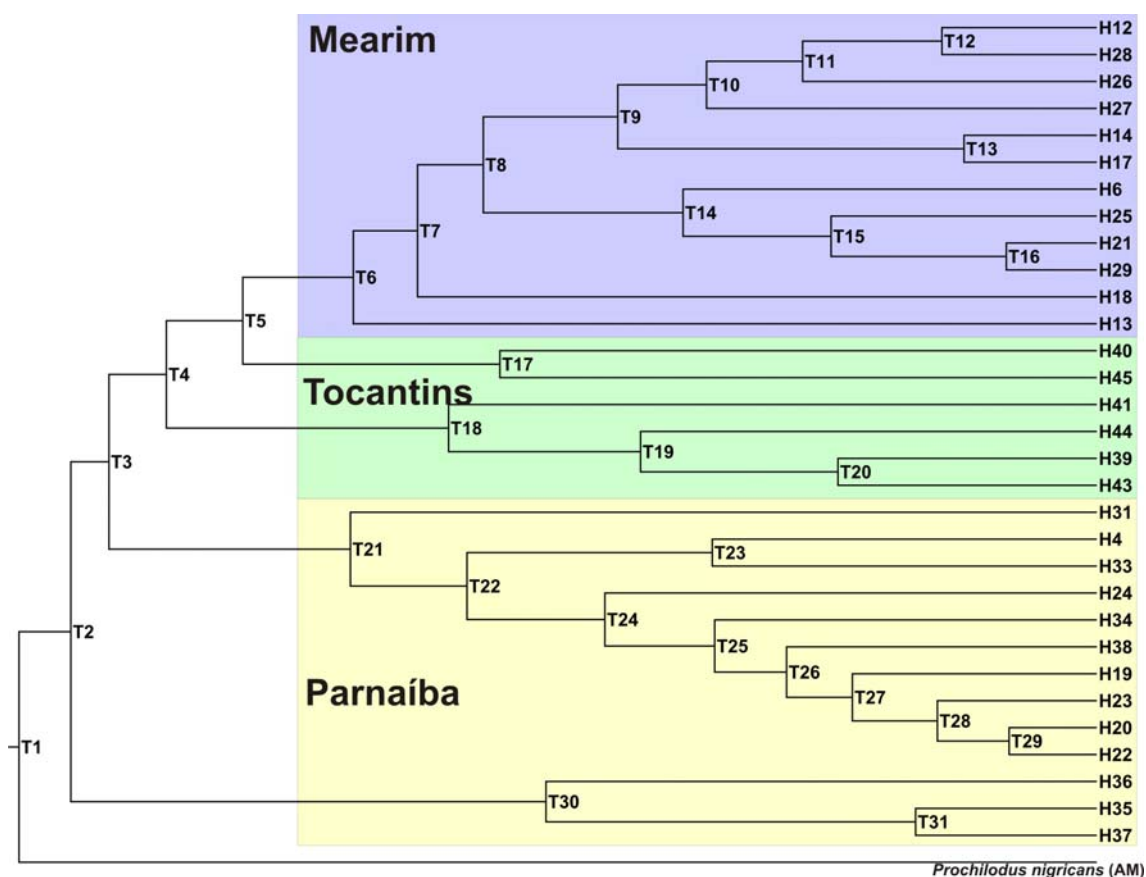 Mearim
H12
T12
H28
T11
H26
T10
H27
T9
H14
T13
H17
T8
H6
T14
H25
T15
H21
T16
H29
T7
H18
T6
H13
T5
H40
T17
H45
T4
Tocantins
H41
T18
H44
T19
H39
T20
H43
T3
H31
T21
H4
T23
H33
T22
H24
T24
H34
T25
H38
T26
H19
T27
H23
T28
H20
T29
H22
T2
Parnaíba
T1
H36
T30
H35
T31
H37
Prochilodus nigricans (AM)